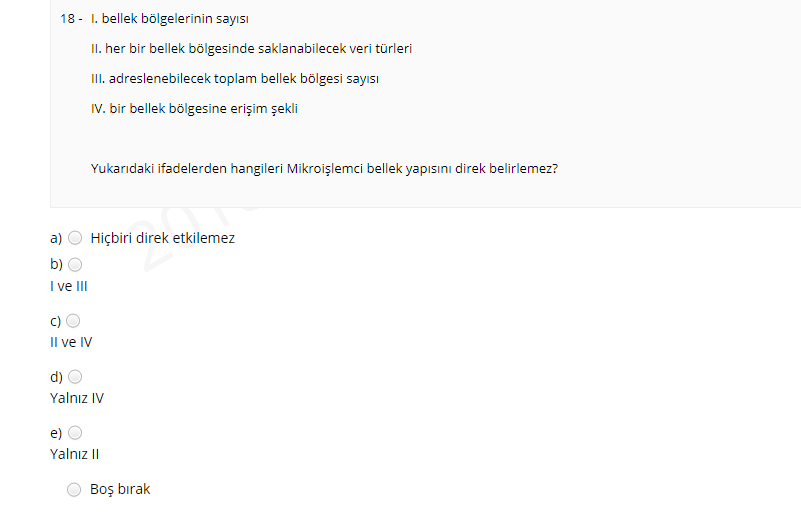 18 - I. bellek bölgelerinin sayısı
II. her bir bellek bölgesinde saklanabilecek veri türleri
III. adreslenebilecek toplam bellek bölgesi sayısı
IV. bir bellek bölgesine erişim şekli
Yukarıdaki ifadelerden hangileri Mikroişlemci bellek yapısını direk belirlemez?
a) Hiçbiri direk etkilemez
b)
I ve III
c)
II ve IV
d)
Yalnız IV
e)
Yalnız II
Boş bırak